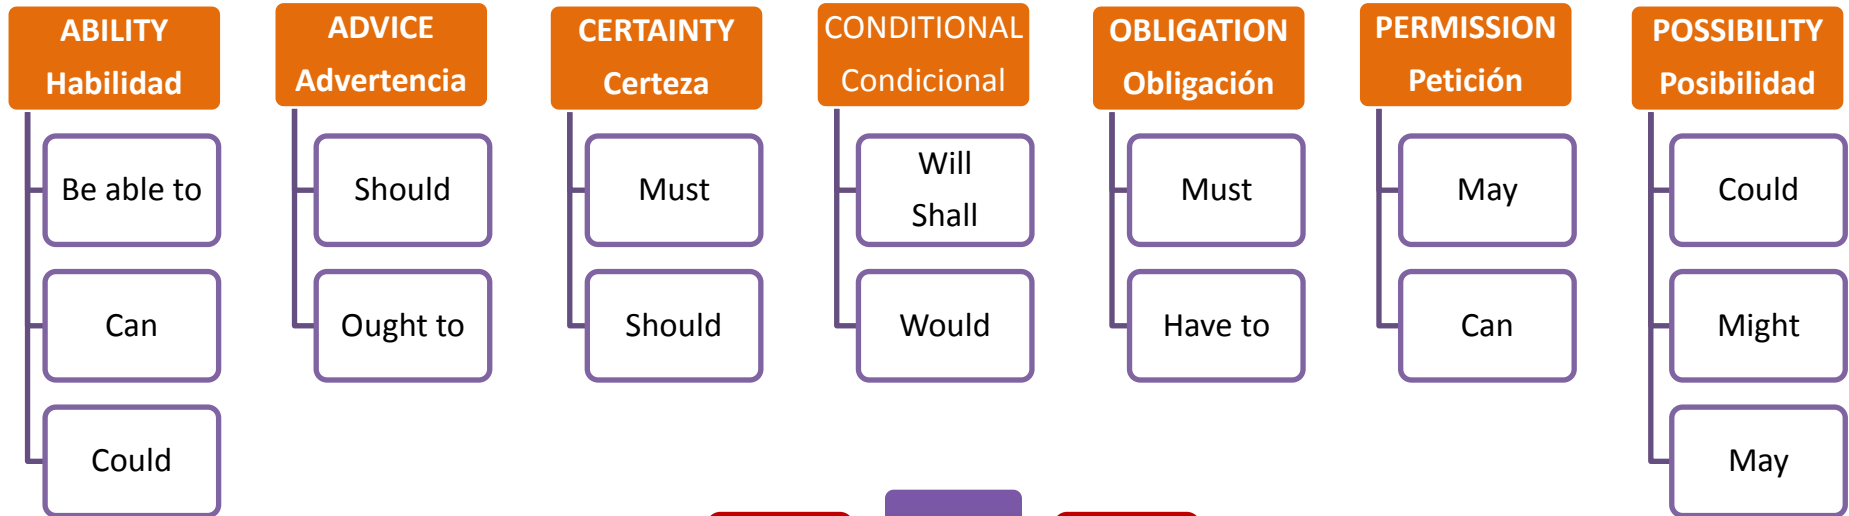 ABILITY
Habilidad
Be able to
Can
Could
ADVICE
Advertencia
Should
Ought to
CERTAINTY
Certeza
Must
Should
CONDITIONAL
Condicional
Will
Shall
Would
OBLIGATION
Obligación
Must
Have to
PERMISSION
Petición
May
Can
POSSIBILITY
Posibilidad
Could
Might
May